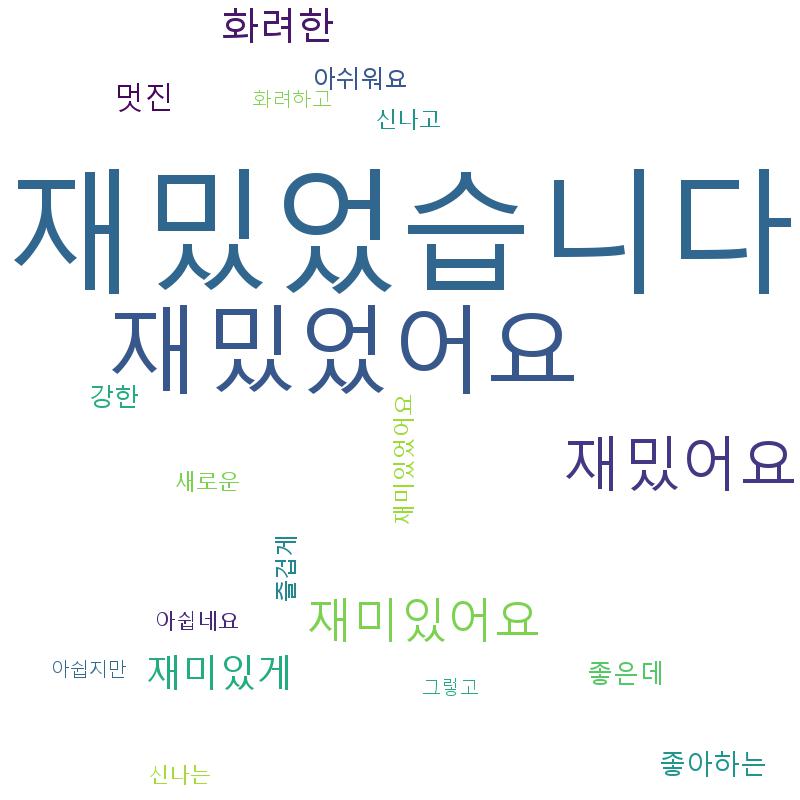 화려한
아쉬워요
멋진
화려하고
신나고
재밌었습니다
재밌었어요
강한
재미있었어요
재밌어요
새로운
즐겁게
아쉽네요
재미있어요
아쉽지만
재미있게
그렇고
좋은데
좋아하는
신나는